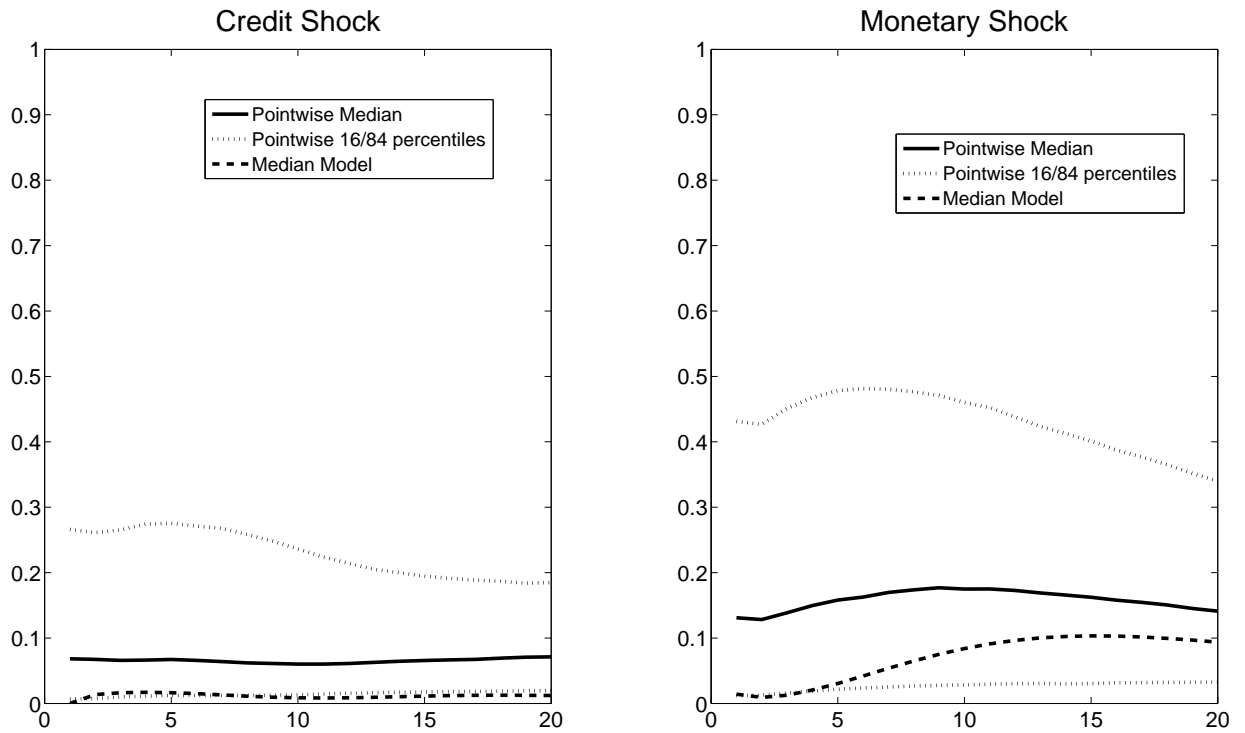 Credit Shock
1
0.9
0.8
0.7
0.6
0.5
0.4
0.3
0.2
0.1
0
0 5 10 15 20
Pointwise Median
Pointwise 16/84 percentiles
Median Model
Monetary Shock
1
0.9
0.8
0.7
0.6
0.5
0.4
0.3
0.2
0.1
0
0 5 10 15 20
Pointwise Median
Pointwise 16/84 percentiles
Median Model